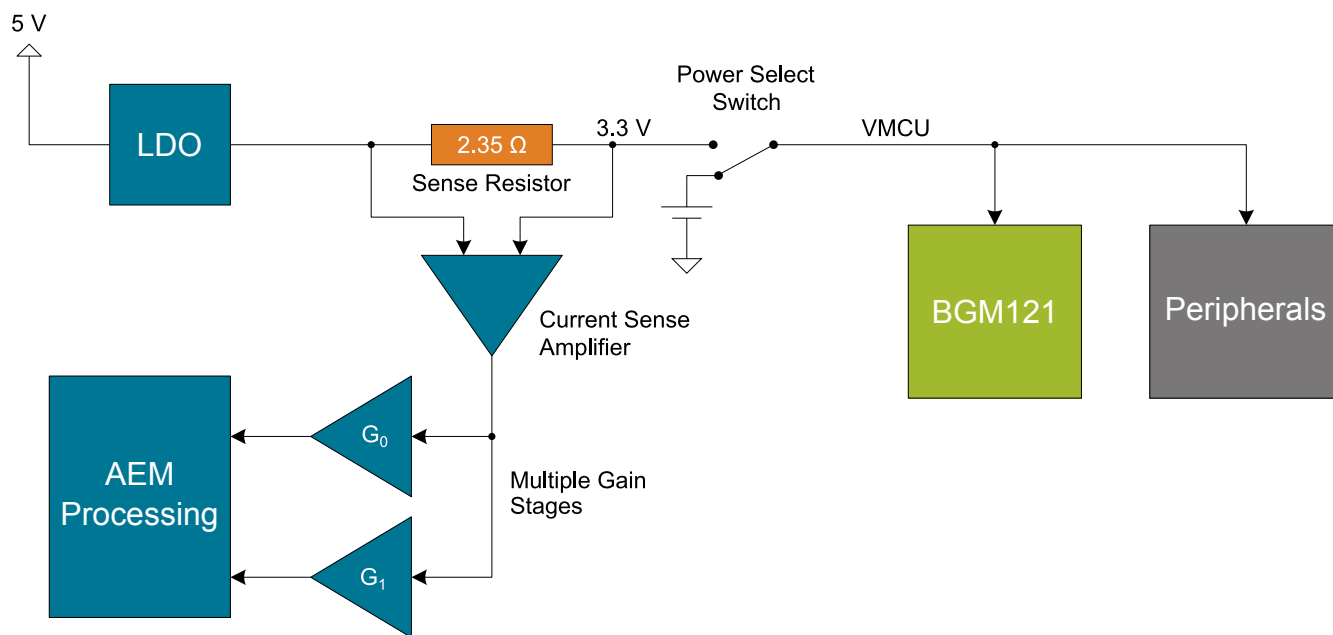 5 V
LDO
2.35 Ω
Sense Resistor
3.3 V
Power Select
Switch
VMCU
BGM121
Peripherals
Current Sense
Amplifier
AEM
Processing
G₀
G₁
Multiple Gain
Stages